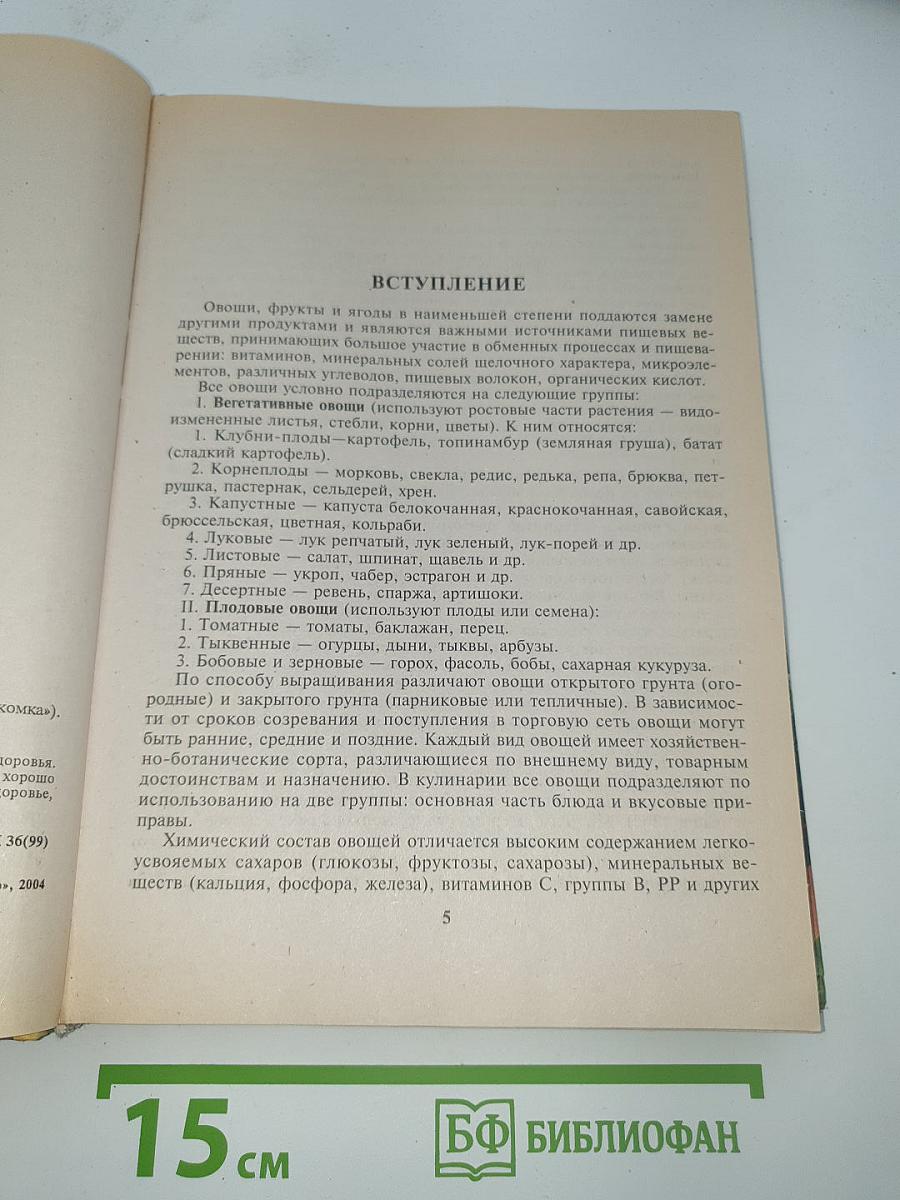 комка»).
доровья.
хорошо
доровье,
36(99)
», 2004
ВСТУПЛЕНИЕ
Овощи, фрукты и ягоды в наименьшей степени поддаются замене
другими продуктами и являются важными источниками пищевых ве-
ществ, принимающих большое участие в обменных процессах и пищева-
рении: витаминов, минеральных солей щелочного характера, микроэле-
ментов, различных углеводов, пищевых волокон, органических кислот.
Все овощи условно подразделяются на следующие группы:
I. Вегетативные овощи (используют ростовые части растения — видо-
измененные листья, стебли, корни, цветы). К ним относятся:
1. Клубни-плоды—картофель, топинамбур (земляная груша), батат
(сладкий картофель).
2. Корнеплоды — морковь, свекла, редис, редька, репа, брюква, пет-
рушка, пастернак, сельдерей, хрен.
3. Капустные — капуста белокочанная, краснокочанная, савойская,
брюссельская, цветная, кольраби.
4. Луковые — лук репчатый, лук зеленый, лук-порей и др.
5. Листовые — салат, шпинат, щавель и др.
6. Пряные — укроп, чабер, эстрагон и др.
7. Десертные — ревень, спаржа, артишоки.
II. Плодовые овощи (используют плоды или семена):
1. Томатные — томаты, баклажан, перец.
2. Тыквенные — огурцы, дыни, тыквы, арбузы.
3. Бобовые и зерновые — горох, фасоль, бобы, сахарная кукуруза.
По способу выращивания различают овощи открытого грунта (ого-
родные) и закрытого грунта (парниковые или тепличные). В зависимос-
ти от сроков созревания и поступления в торговую сеть овощи могут
быть ранние, средние и поздние. Каждый вид овощей имеет хозяйствен-
но-ботанические сорта, различающиеся по внешнему виду, товарным
достоинствам и назначению. В кулинарии все овощи подразделяют по
использованию на две группы: основная часть блюда и вкусовые при-
правы.
Химический состав овощей отличается высоким содержанием легко-
усвояемых сахаров (глюкозы, фруктозы, сахарозы), минеральных ве-
ществ (кальция, фосфора, железа), витаминов С, группы В, РР и других
5
15 см
БФ БИБЛИОФАН